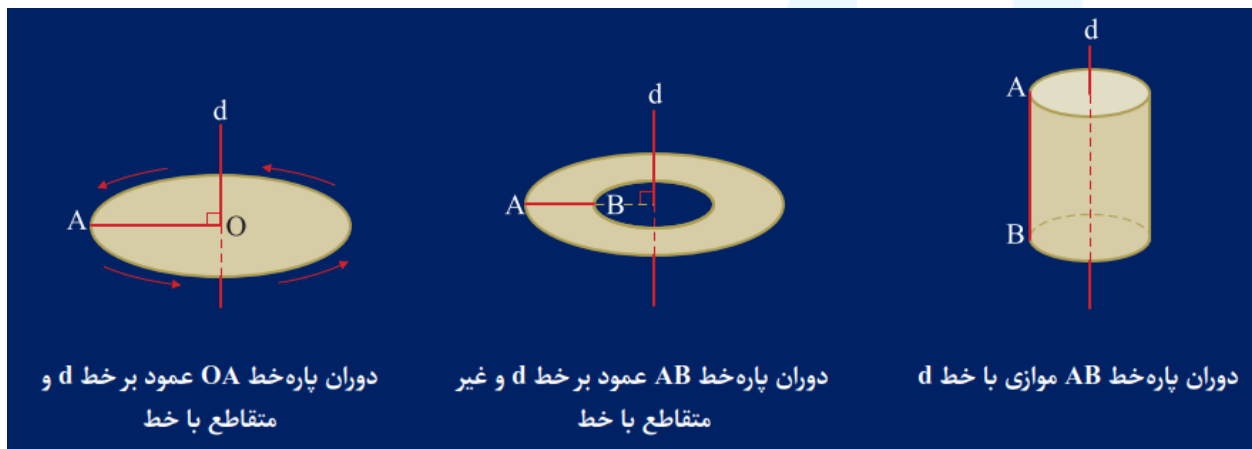 d
A
O
d
A
B
d
A
B
دوران پاره‌خط OA عمود بر خط d و
متقاطع با خط
دوران پاره‌خط AB عمود بر خط d و غیر
متقاطع با خط
دوران پاره‌خط AB موازی با خط d